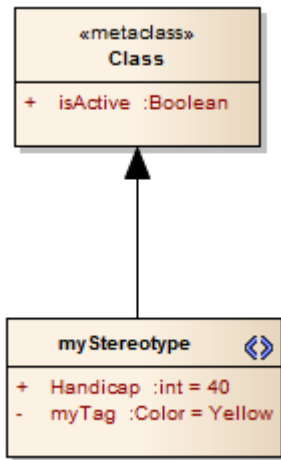 «metaclass»
Class
+ isActive :Boolean
myStereotype
+ Handicap :int = 40
- myTag :Color = Yellow